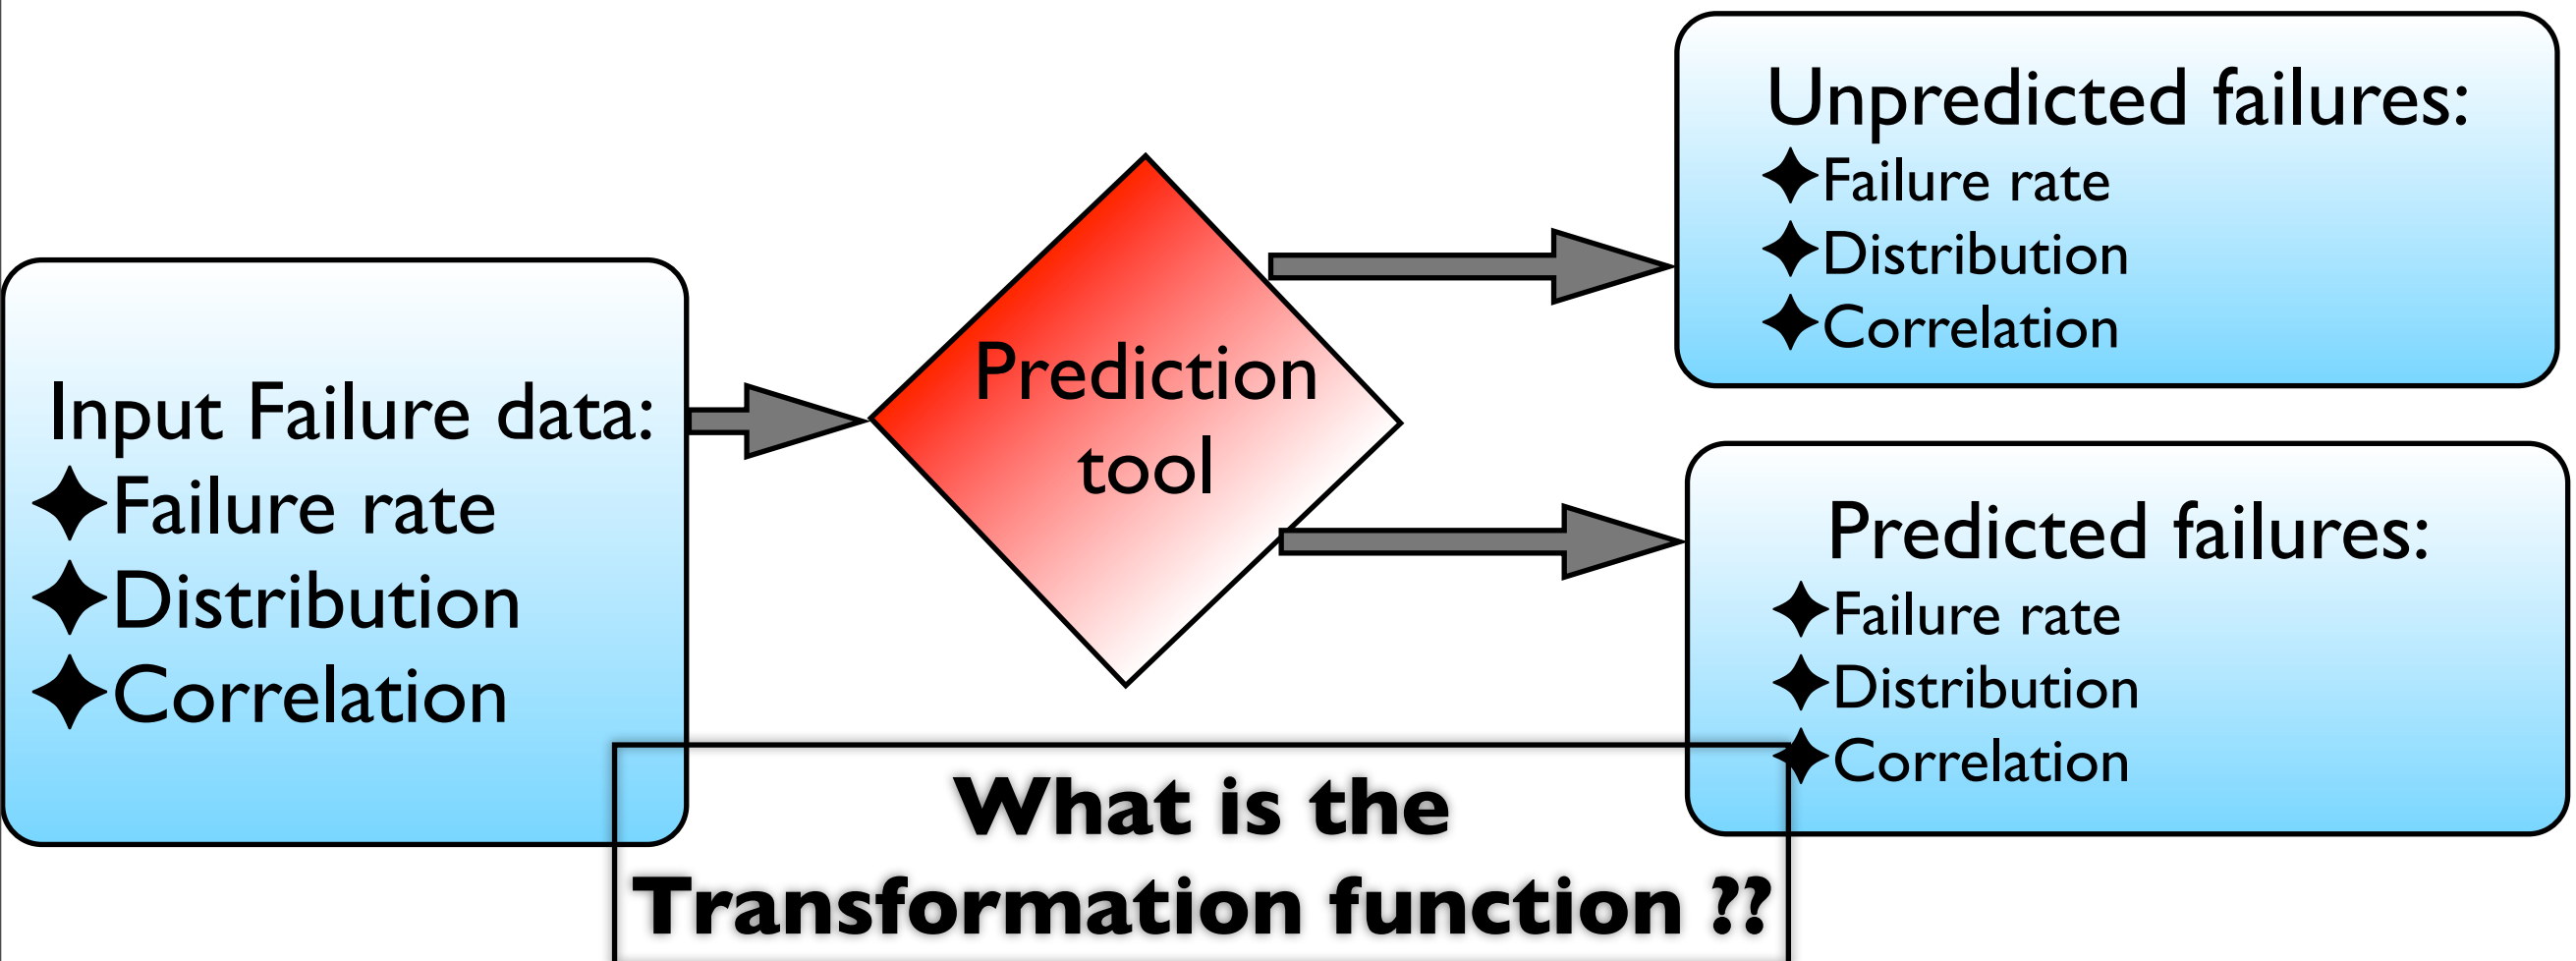 Input Failure data:
✦Failure rate
✦Distribution
✦Correlation
Prediction
tool
Unpredicted failures:
✦Failure rate
✦Distribution
✦Correlation
Predicted failures:
✦Failure rate
✦Distribution
✦Correlation
What is the
Transformation function ??